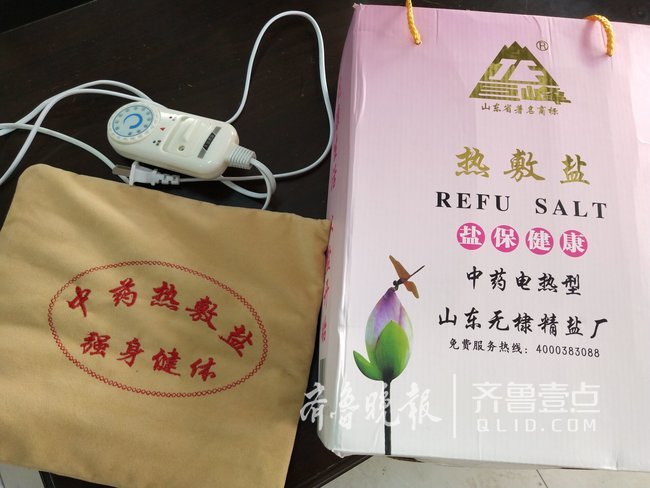 中药热敷盐
强身健体
®
山东省著名商标
热敷盐
REFU SALT
盐保健康
中药电热型
山东无棣精盐厂
免费服务热线：4000383088
齐鲁晚报
齐鲁壹点
QLID.COM